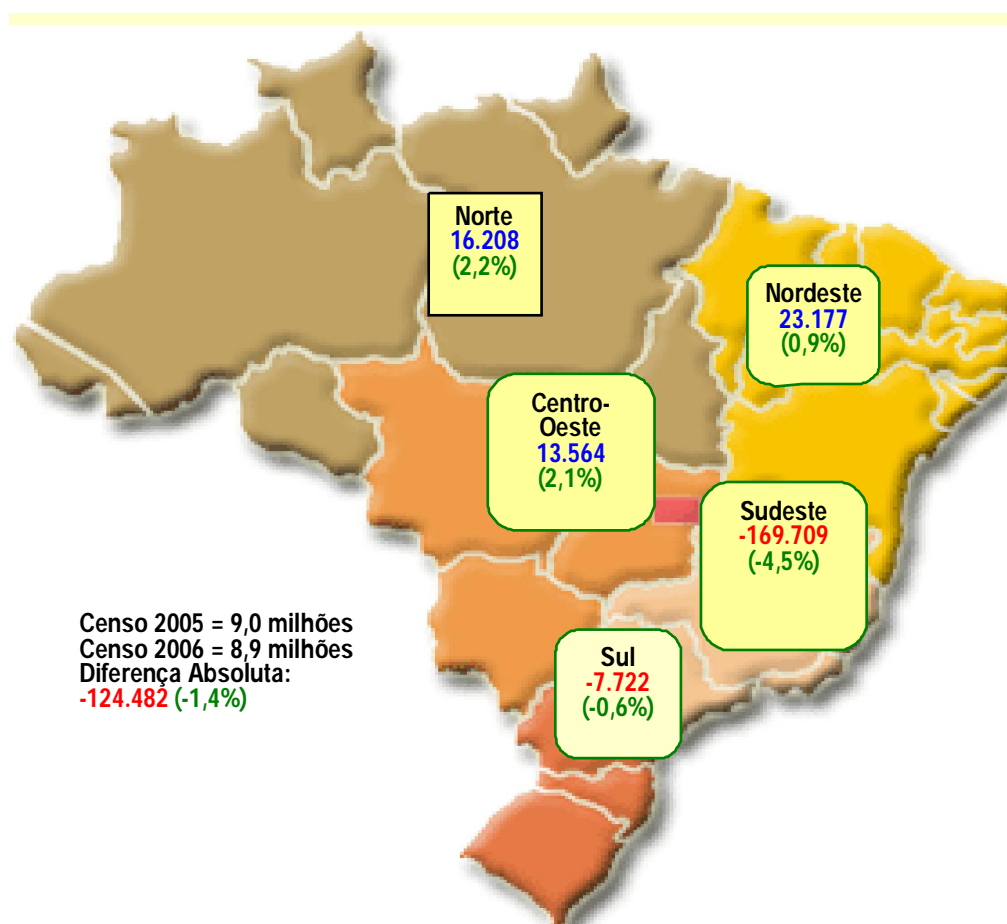 Norte
16.208
(2,2%)
Nordeste
23.177
(0,9%)
Centro-
Oeste
13.564
(2,1%)
Sudeste
-169.709
(-4,5%)
Sul
-7.722
(-0,6%)
Censo 2005 = 9,0 milhões
Censo 2006 = 8,9 milhões
Diferença Absoluta:
-124.482 (-1,4%)